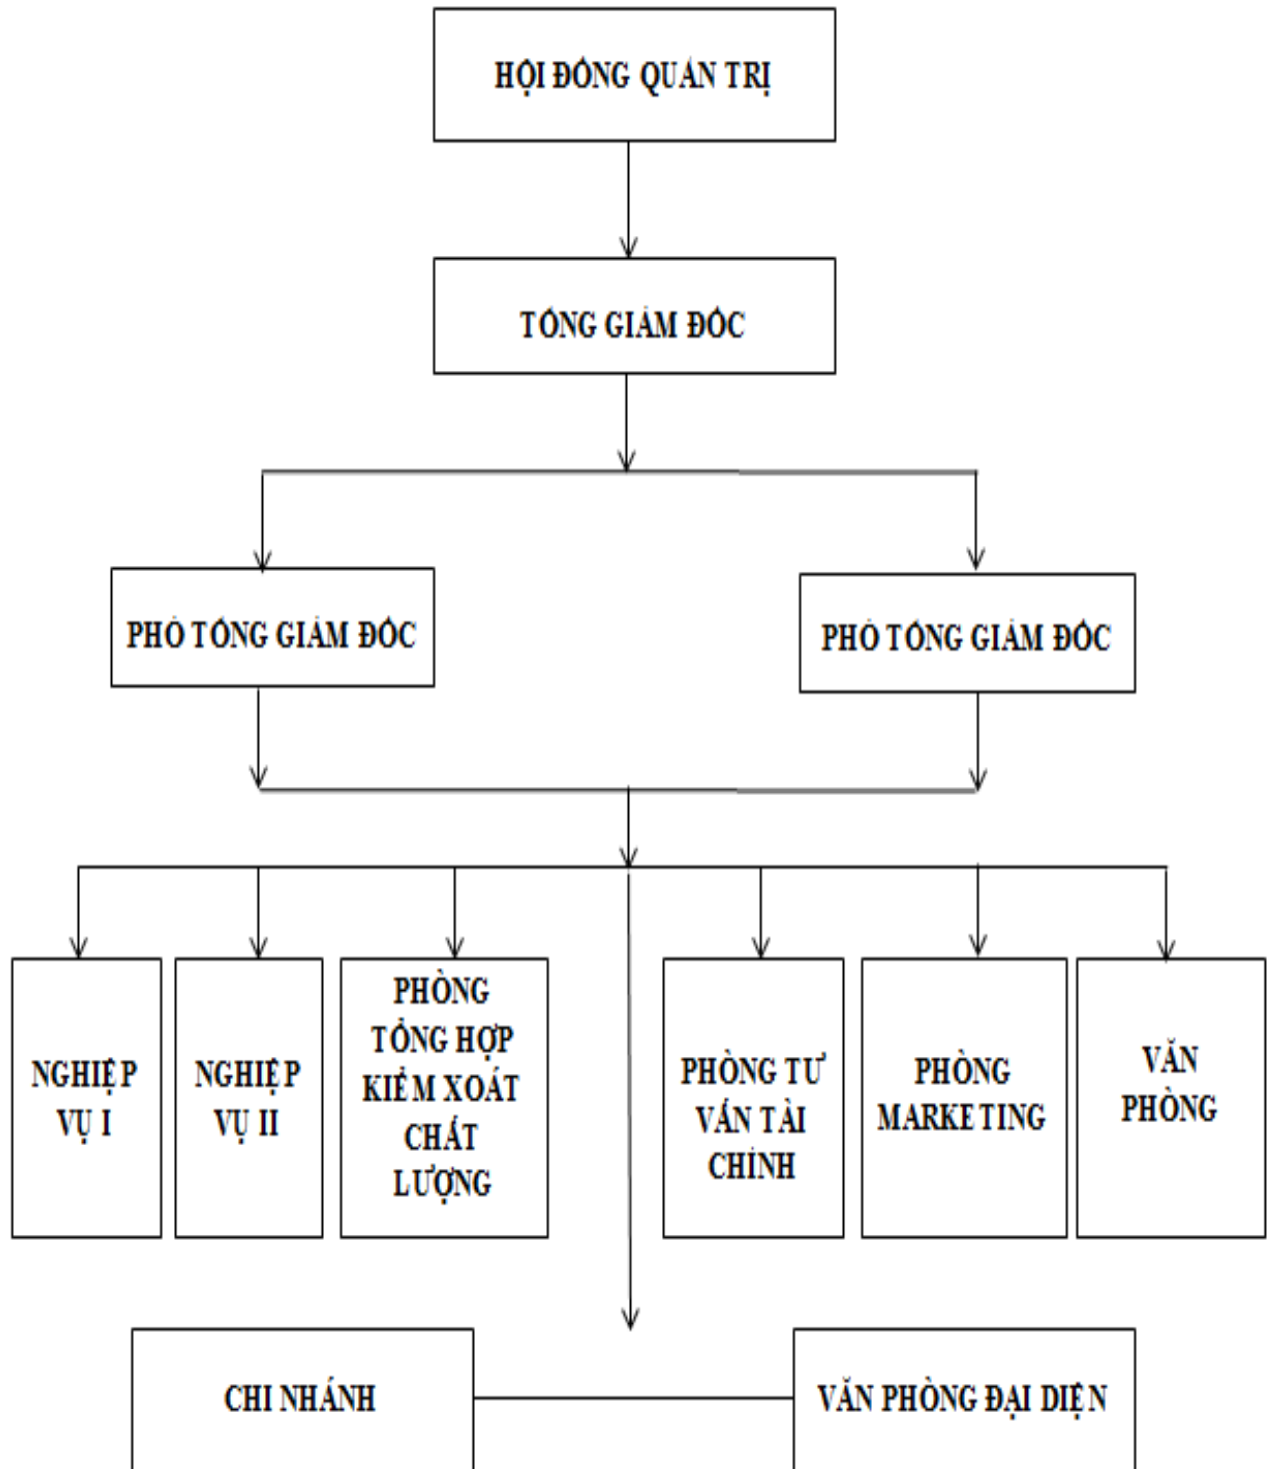 HỘI ĐỒNG QUẢN TRỊ
TỔNG GIÁM ĐỐC
PHÓ TỔNG GIÁM ĐỐC
PHÓ TỔNG GIÁM ĐỐC
NGHIỆP
VỤ I
NGHIỆP
VỤ II
PHÒNG
TỔNG HỢP
KIỂM XOÁT
CHẤT
LƯỢNG
PHÒNG TƯ
VẤN TÀI
CHÍNH
PHÒNG
MARKETING
VĂN
PHÒNG
CHI NHÁNH
VĂN PHÒNG ĐẠI DIỆN